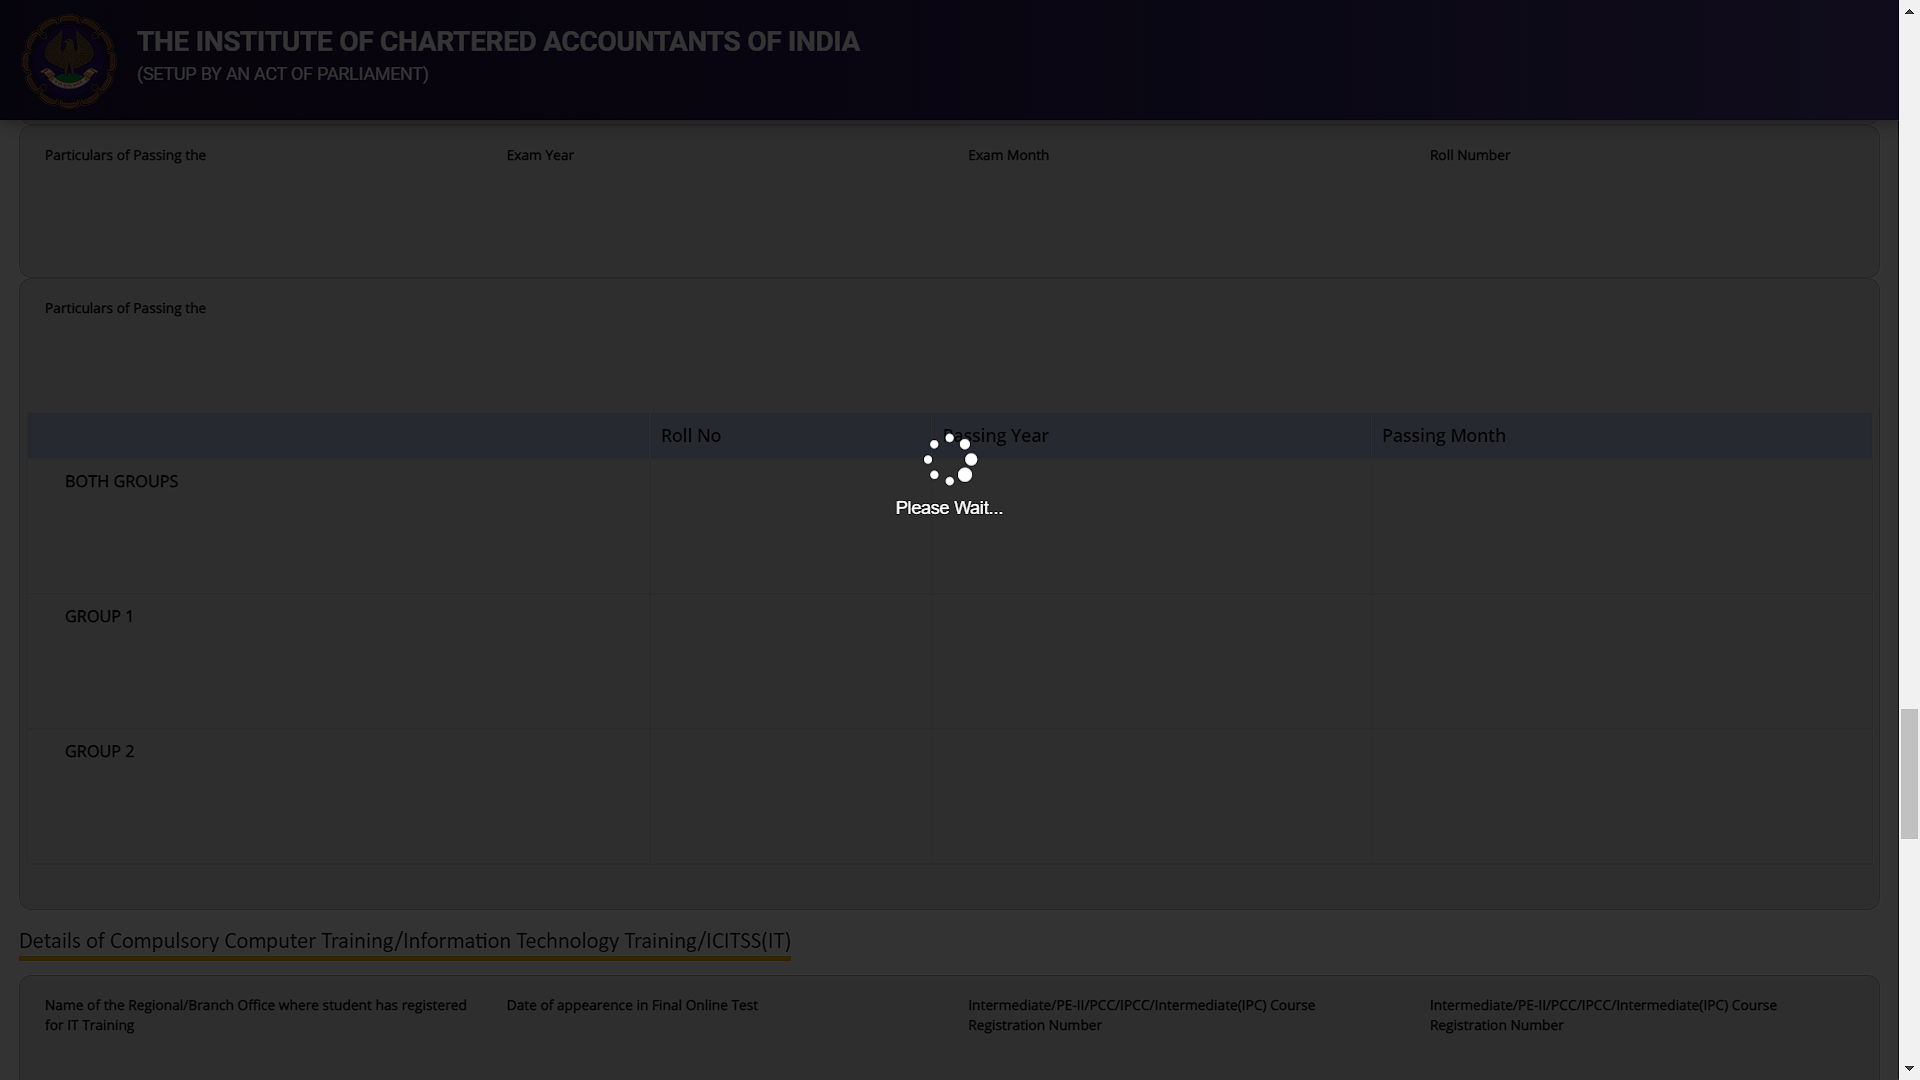 THE INSTITUTE OF CHARTERED ACCOUNTANTS OF INDIA
(SETUP BY AN ACT OF PARLIAMENT)
Particulars of Passing the
Exam Year
Exam Month
Roll Number
Particulars of Passing the
Roll No
Passing Year
Passing Month
BOTH GROUPS
Please Wait...
GROUP 1
GROUP 2
Details of Compulsory Computer Training/Information Technology Training/ICITSS(IT)
Name of the Regional/Branch Office where student has registered
for IT Training
Date of appearence in Final Online Test
Intermediate/PE-II/PCC/IPCC/Intermediate(IPC) Course
Registration Number
Intermediate/PE-II/PCC/IPCC/Intermediate(IPC) Course
Registration Number